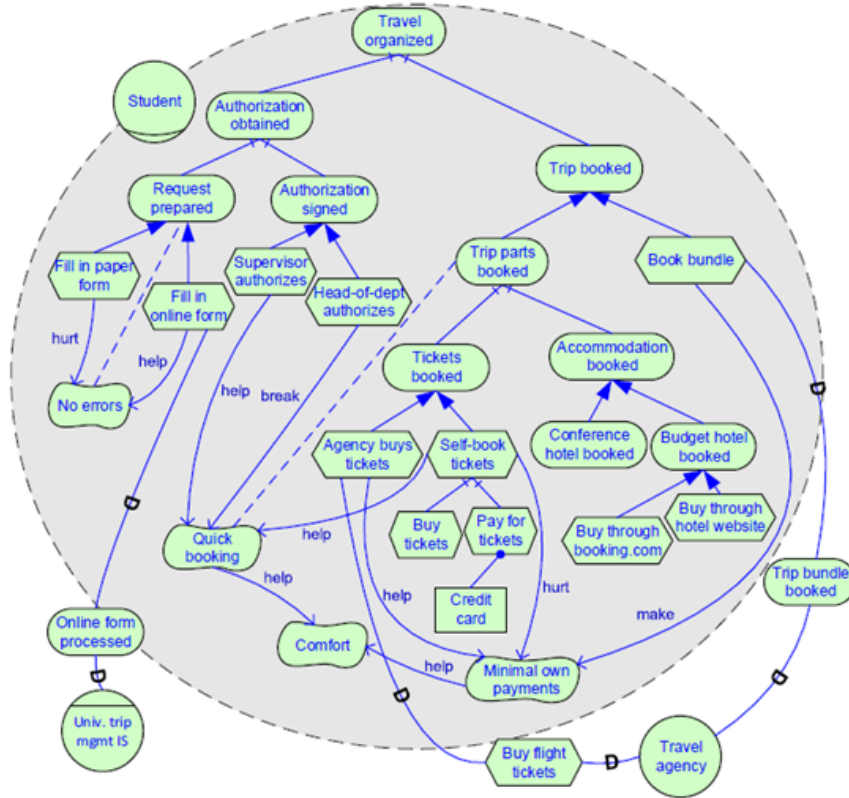 Travel
organized
Student
Authorization
obtained
Trip booked
Request
prepared
Authorization
signed
Fill in paper
form
Fill in
online form
Supervisor
authorizes
Head-of-dept
authorizes
Trip parts
booked
Book bundle
hurt
help
No errors
help
break
Tickets
booked
Accommodation
booked
D
Agency buys
tickets
Self-book
tickets
Conference
hotel booked
Budget hotel
booked
D
Buy
tickets
Pay for
tickets
Buy through
booking.com
Buy through
hotel website
Quick
booking
help
help
help
hurt
Credit
card
make
Trip bundle
booked
Online form
processed
Comfort
help
Minimal own
payments
D
D
D
Univ. trip
mgmt IS
Buy flight
tickets
D
Travel
agency